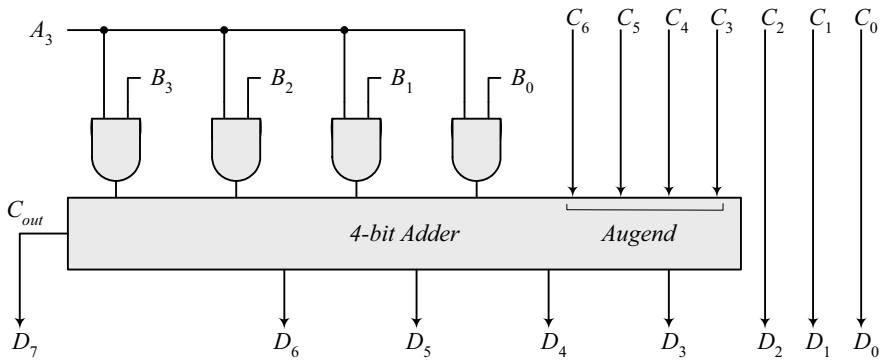 A₃ C₆ C₅ C₄ C₃ C₂ C₁ C₀
B₃ B₂ B₁ B₀
C_out
4-bit Adder Augend
D₇ D₆ D₅ D₄ D₃ D₂ D₁ D₀